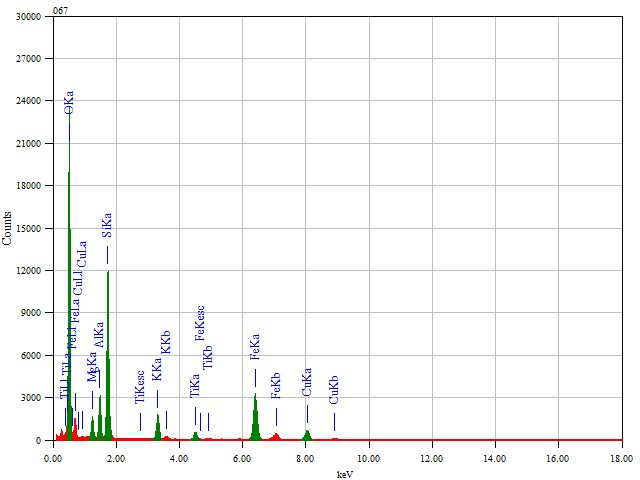 067
30000
27000
24000
21000
18000
15000
12000
9000
6000
3000
0
Counts
0.00 2.00 4.00 6.00 8.00 10.00 12.00 14.00 16.00 18.00
keV
TiLl
TiLa
OKa
FeLl
FeLa
CuLl
CuLa
MgKa
AlKa
SiKa
TiKesc
KKa
KKb
TiKa
FeKesc
TiKb
FeKa
FeKb
CuKa
CuKb